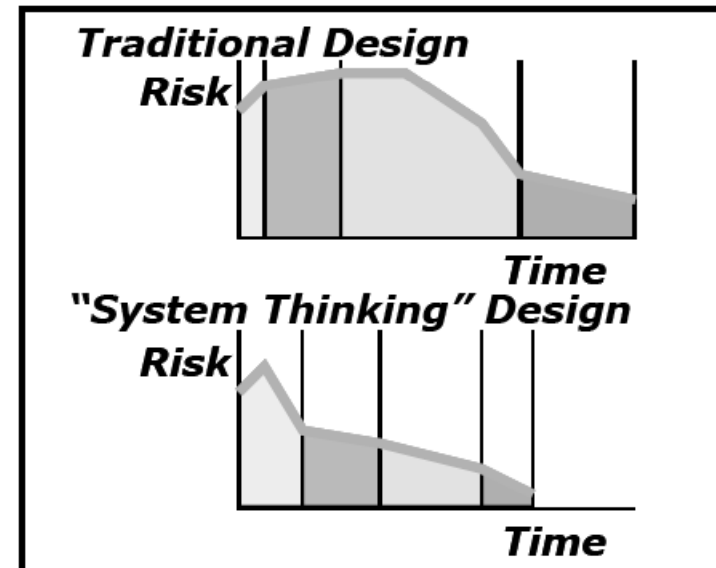 Traditional Design
Risk
Time
“System Thinking” Design
Risk
Time